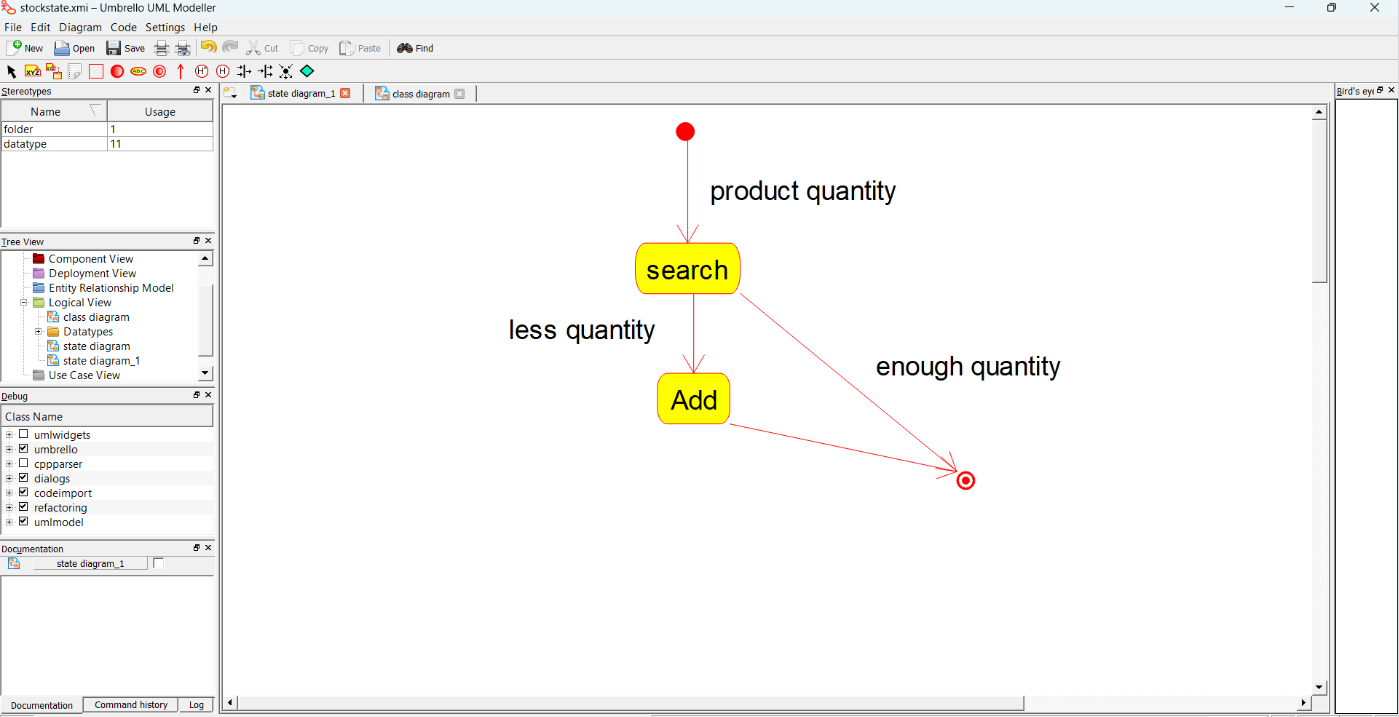 stockstate.xmi – Umbrello UML Modeller
File Edit Diagram Code Settings Help
New Open Save Cut Copy Paste Find
XYZ ABC H* H
Stereotypes
Name Usage
folder 1
datatype 11
Tree View
Component View
Deployment View
Entity Relationship Model
Logical View
class diagram
Datatypes
state diagram
state diagram_1
Use Case View
Debug
Class Name
umlwidgets
umbrello
cppparser
dialogs
codeimport
refactoring
umlmodel
Documentation
state diagram_1
Documentation Command history Log
state diagram_1 class diagram
product quantity
search
less quantity
enough quantity
Add
Bird's eye